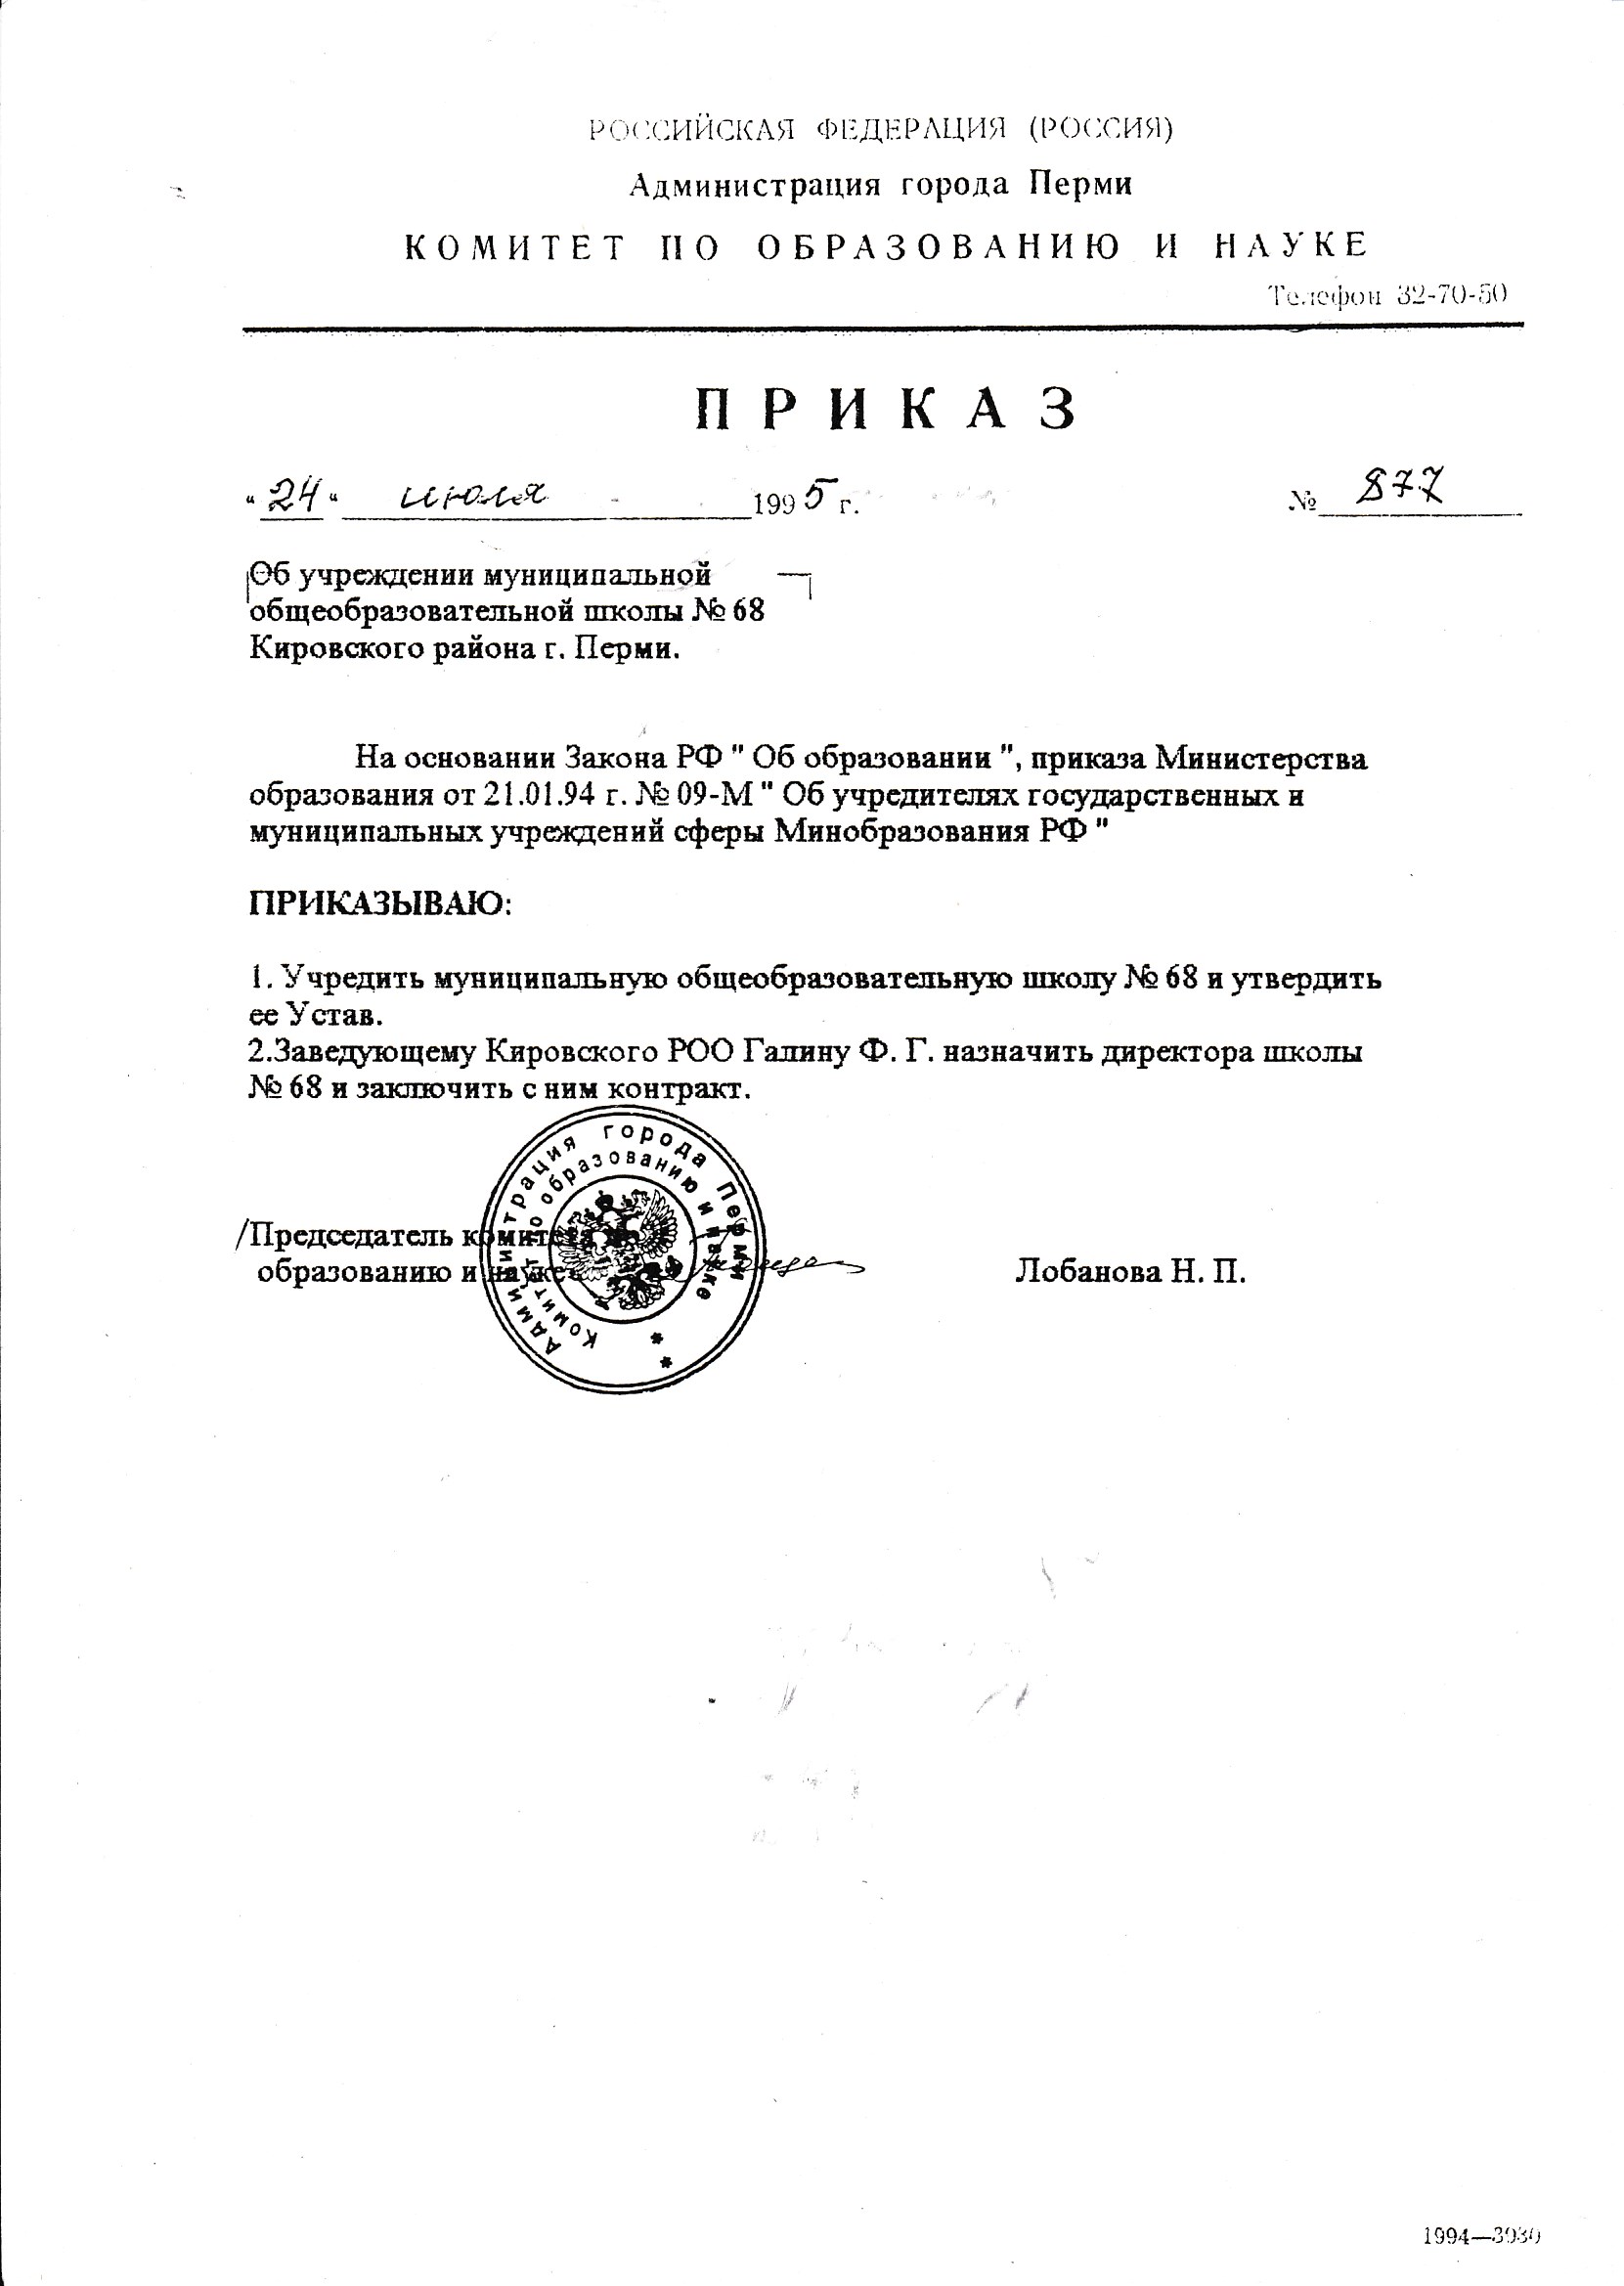 РОССИЙСКАЯ ФЕДЕРАЦИЯ (РОССИЯ)
Администрация города Перми
КОМИТЕТ ПО ОБРАЗОВАНИЮ И НАУКЕ
Телефон 32-70-50
ПРИКАЗ
"24" июля 1995 г. № 877
Об учреждении муниципальной
общеобразовательной школы № 68
Кировского района г. Перми.
На основании Закона РФ " Об образовании ", приказа Министерства
образования от 21.01.94 г. № 09-М " Об учредителях государственных и
муниципальных учреждений сферы Минобразования РФ "
ПРИКАЗЫВАЮ:
1. Учредить муниципальную общеобразовательную школу № 68 и утвердить
ее Устав.
2.Заведующему Кировского РОО Галину Ф. Г. назначить директора школы
№ 68 и заключить с ним контракт.
Администрация города Перми
Комитет по образованию и науке
* *
/Председатель комитета
образованию и науке Лобанова Н. П.
1994—3030